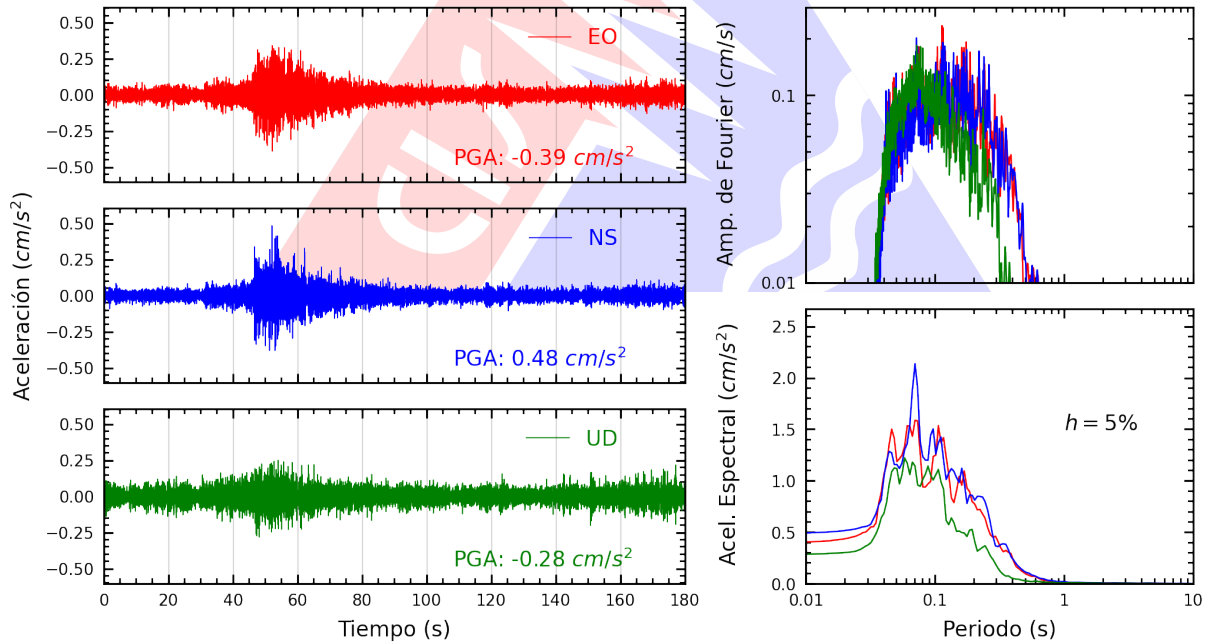 Aceleración (cm/s²)
0.50
0.25
0.00
−0.25
−0.50
EO
PGA: -0.39 cm/s²
0.50
0.25
0.00
−0.25
−0.50
NS
PGA: 0.48 cm/s²
0.50
0.25
0.00
−0.25
−0.50
UD
PGA: -0.28 cm/s²
0 20 40 60 80 100 120 140 160 180
Tiempo (s)
Amp. de Fourier (cm/s)
0.1
0.01
Acel. Espectral (cm/s²)
2.5
2.0
1.5
1.0
0.5
0.0
h = 5%
0.01 0.1 1 10
Periodo (s)